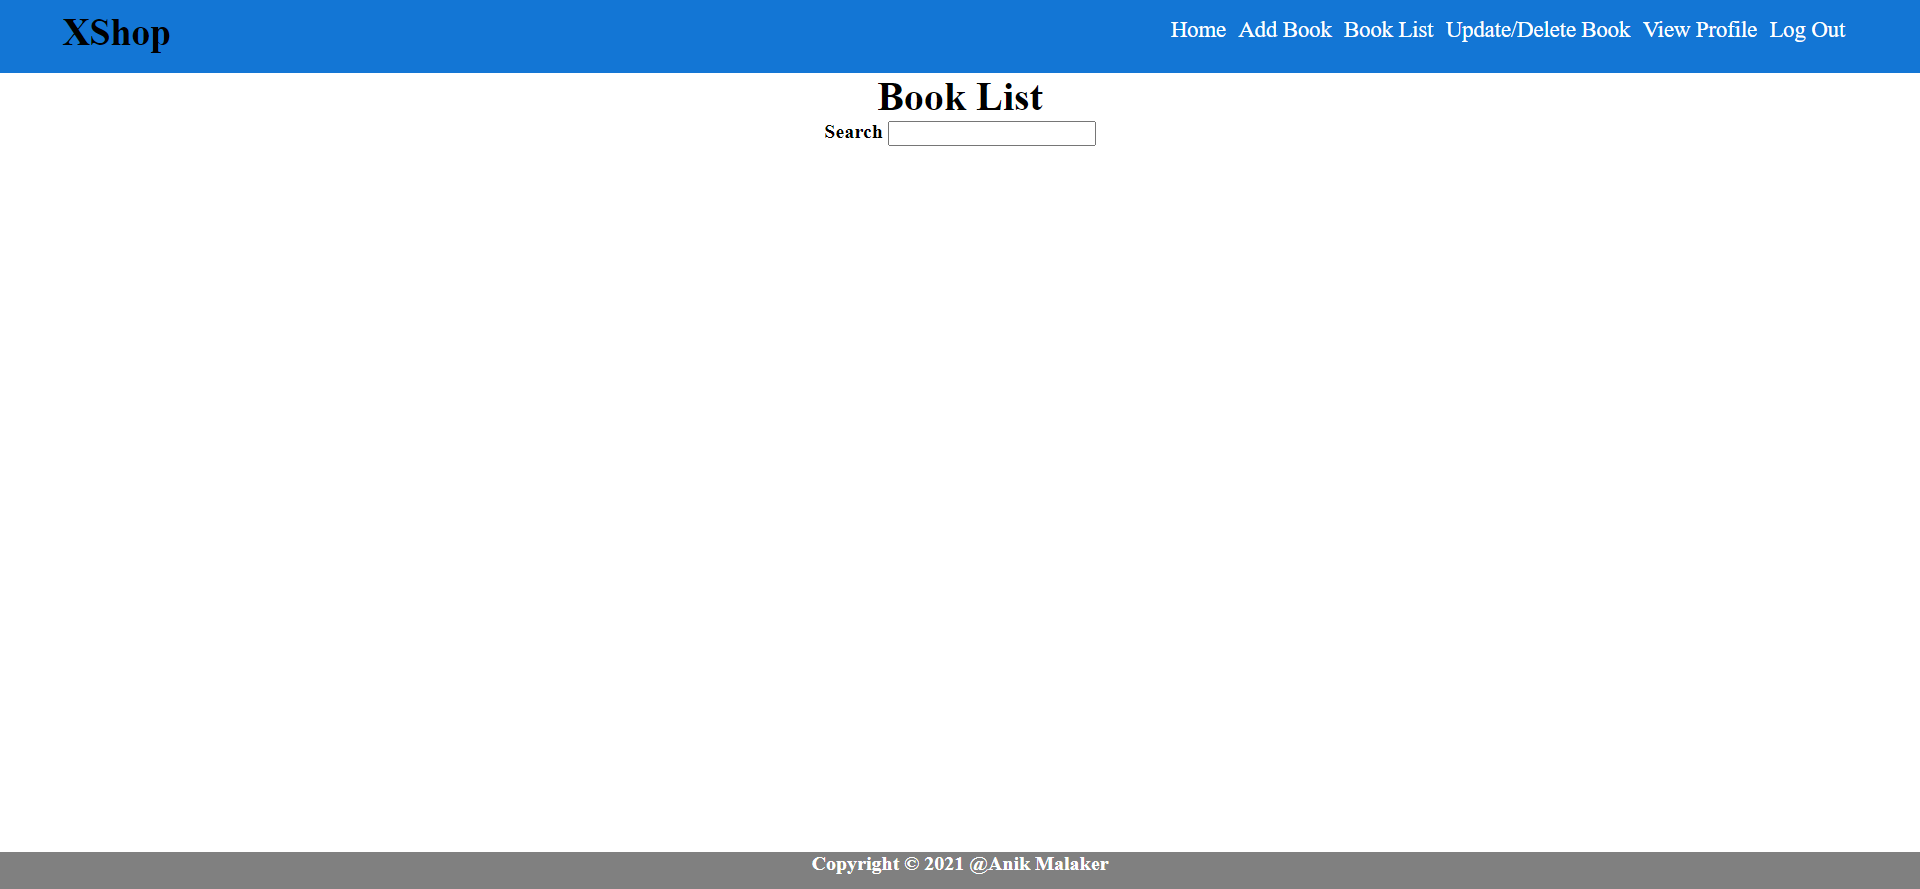 XShop
Home Add Book Book List Update/Delete Book View Profile Log Out
Book List
Search
Copyright © 2021 @Anik Malaker